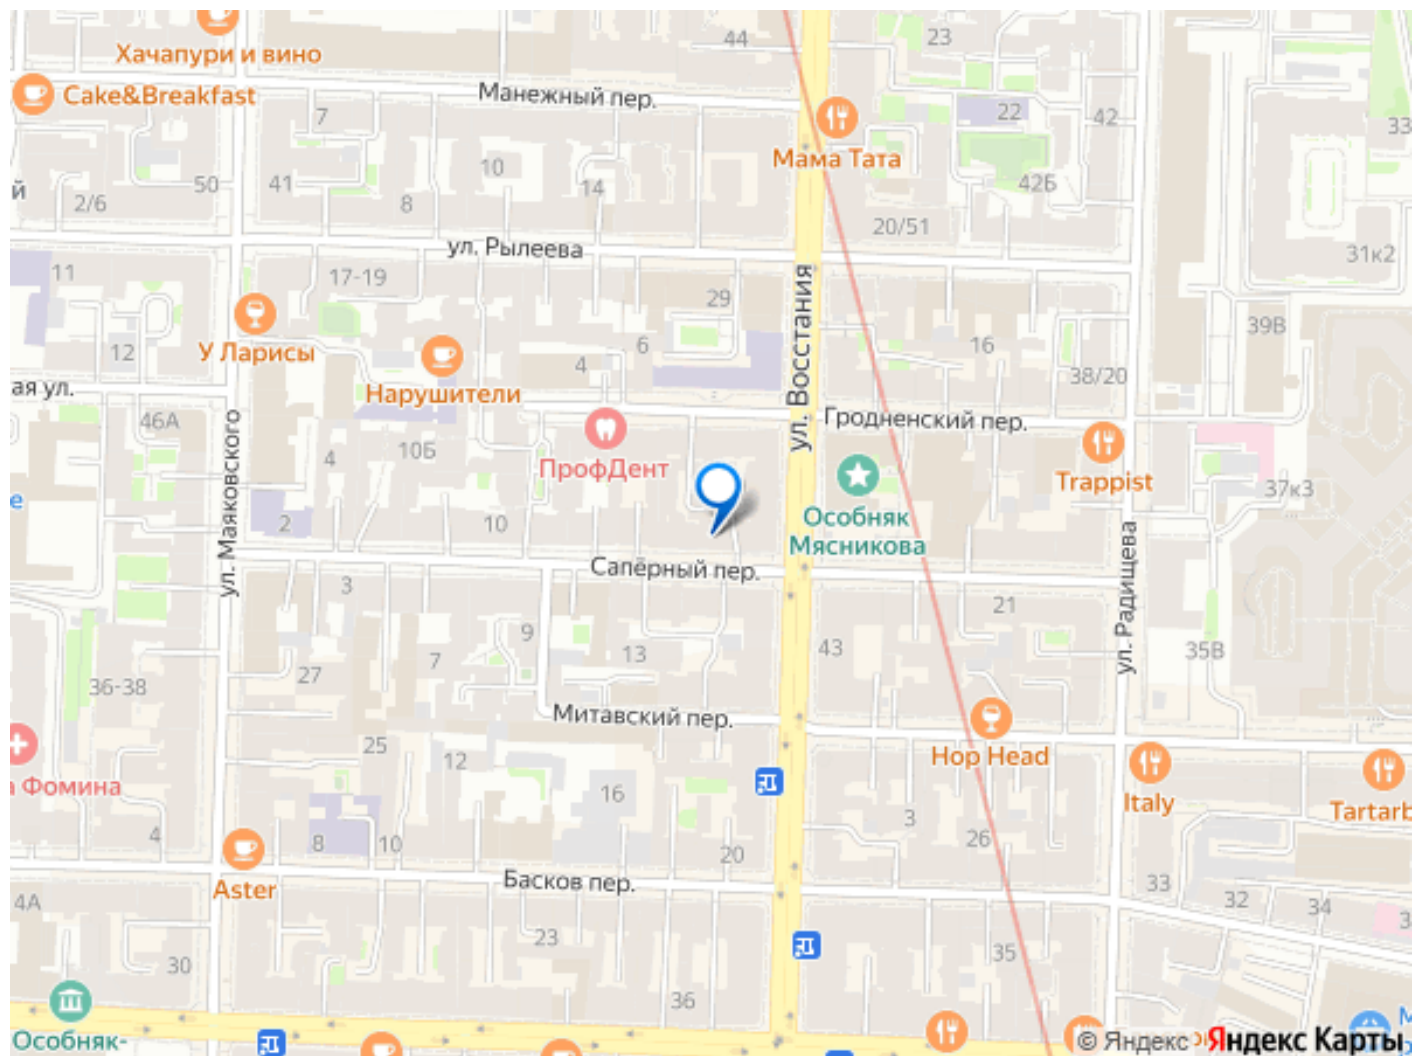 44
23
Хачапури и вино
Cake&Breakfast
Манежный пер.
7
22
42
33
Мама Тата
10
50
41
14
42Б
й
2/6
8
20/51
ул. Рылеева
31к2
11
17-19
29
39В
У Ларисы
12
6
16
Нарушители
4
38/20
ая ул.
ул. Восстания
Гродненский пер.
46А
ул. Маяковского
10Б
4
ПрофДент
Trappist
37к3
е
2
10
Особняк
Мясникова
Сапёрный пер.
ул. Радищева
3
21
9
13
43
7
35В
27
36-38
Митавский пер.
25
12
Hop Head
а Фомина
16
Italy
Tartarb
3
26
4
8
10
20
Aster
Басков пер.
33
4А
32
34
3
23
35
30
36
Особняк-
© Яндекс
Яндекс Карты